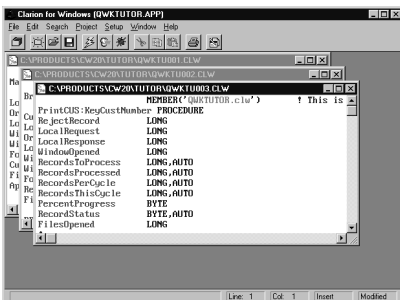 Clarion for Windows (QWKTUTOR.APP)
File Edit Search Project Setup Window Help
C:\PRODUCTS\CW20\TUTOR\QWKTU001.CLW
C:\PRODUCTS\CW20\TUTOR\QWKTU002.CLW
C:\PRODUCTS\CW20\TUTOR\QWKTU003.CLW
MEMBER('QWKTUTOR.clw') ! This is
PrintCUS:KeyCustNumber PROCEDURE
RejectRecord LONG
LocalRequest LONG
LocalResponse LONG
WindowOpened LONG
RecordsToProcess LONG,AUTO
RecordsProcessed LONG,AUTO
RecordsPerCycle LONG,AUTO
RecordsThisCycle LONG,AUTO
PercentProgress BYTE
RecordStatus BYTE,AUTO
FilesOpened LONG
Line: 1 Col: 1 Insert Modified